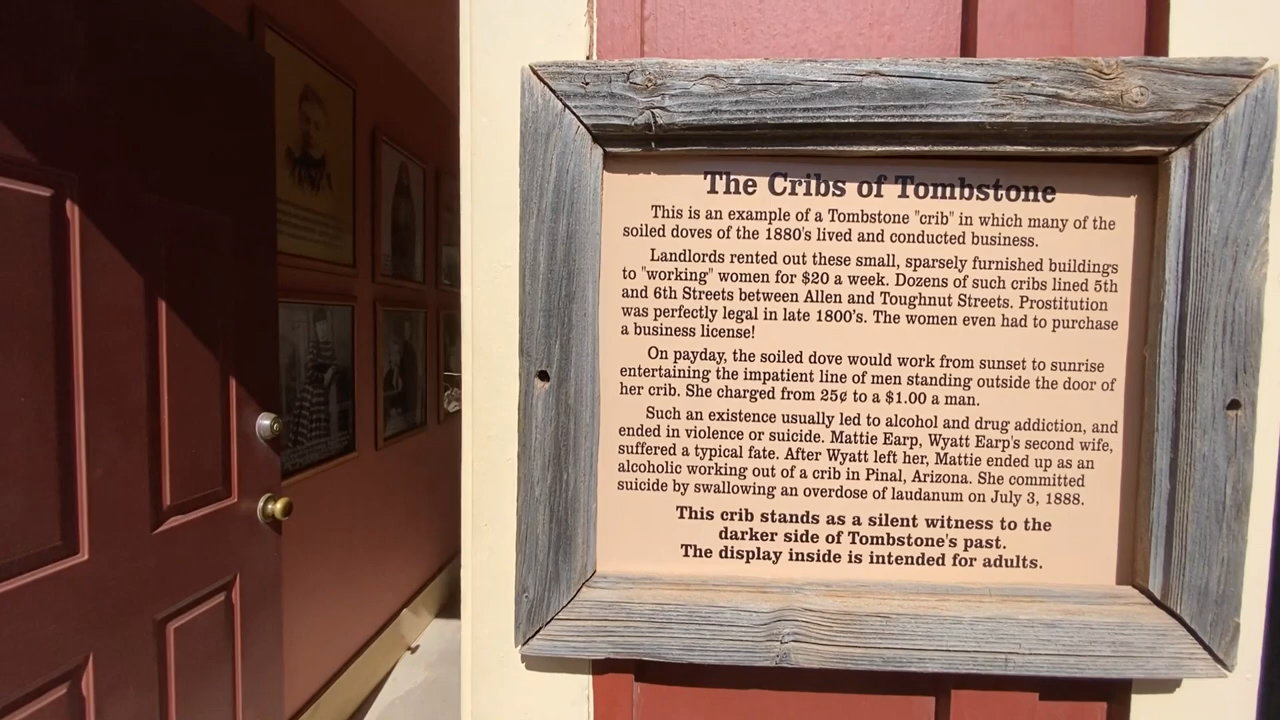 The Cribs of Tombstone
This is an example of a Tombstone "crib" in which many of the
soiled doves of the 1880's lived and conducted business.
Landlords rented out these small, sparsely furnished buildings
to "working" women for $20 a week. Dozens of such cribs lined 5th
and 6th Streets between Allen and Toughnut Streets. Prostitution
was perfectly legal in late 1800's. The women even had to purchase
a business license!
On payday, the soiled dove would work from sunset to sunrise
entertaining the impatient line of men standing outside the door of
her crib. She charged from 25¢ to a $1.00 a man.
Such an existence usually led to alcohol and drug addiction, and
ended in violence or suicide. Mattie Earp, Wyatt Earp's second wife,
suffered a typical fate. After Wyatt left her, Mattie ended up as an
alcoholic working out of a crib in Pinal, Arizona. She committed
suicide by swallowing an overdose of laudanum on July 3, 1888.
This crib stands as a silent witness to the
darker side of Tombstone's past.
The display inside is intended for adults.